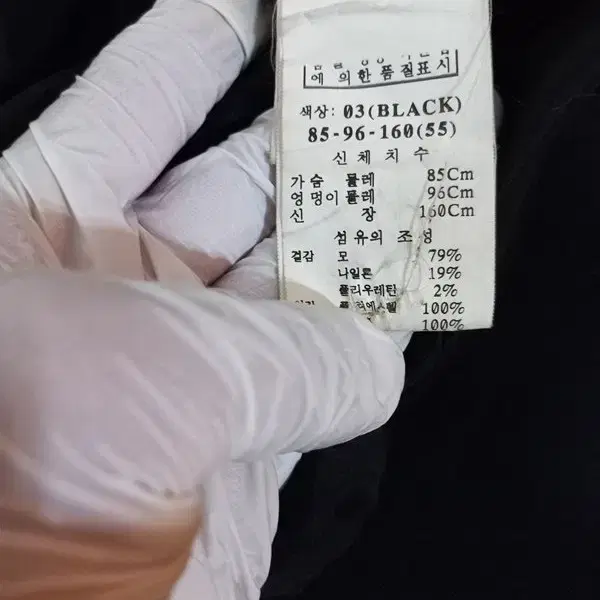 에 의한 품질표시
색상: 03(BLACK)
85-96-160(55)
신체치수
가슴 둘레 85Cm
엉덩이 둘레 96Cm
신 장 160Cm
섬유의 조성
겉감 모 79%
나일론 19%
폴리우레탄 2%
100%
100%